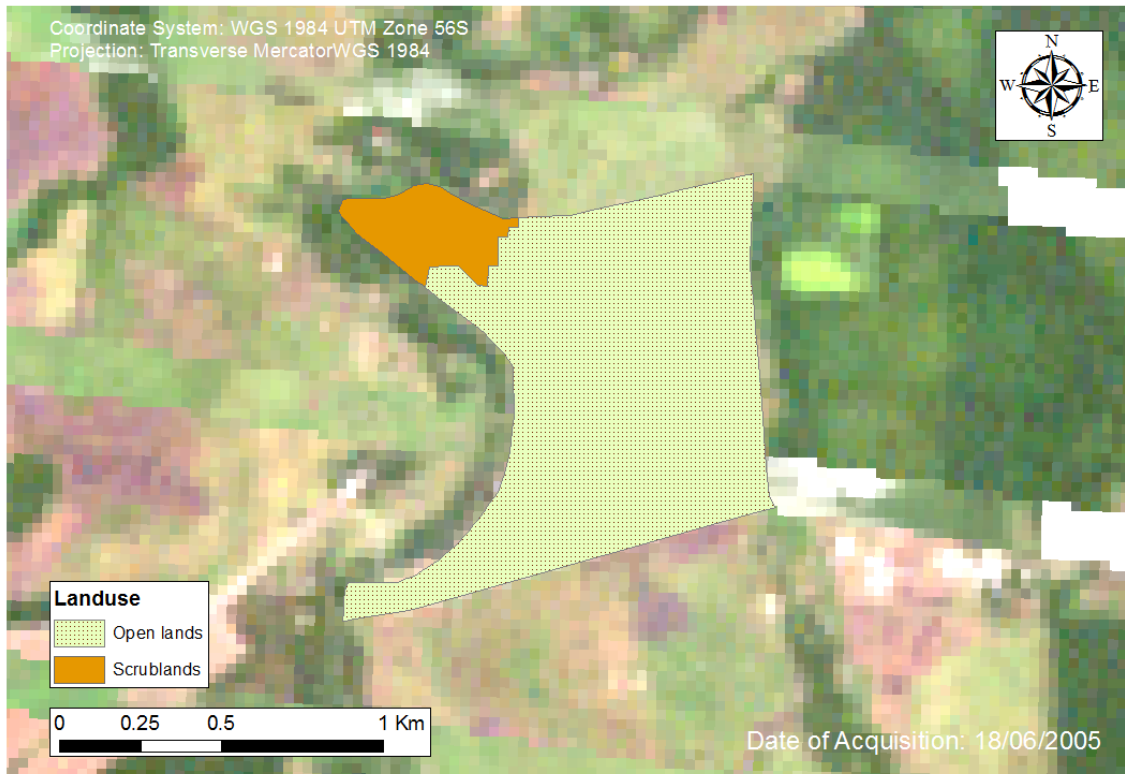 Coordinate System: WGS 1984 UTM Zone 56S
Projection: Transverse MercatorWGS 1984
N
W E
S
Landuse
Open lands
Scrublands
0 0.25 0.5 1 Km
Date of Acquisition: 18/06/2005